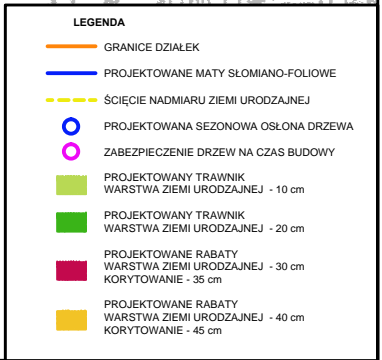 LEGENDA
GRANICE DZIAŁEK
PROJEKTOWANE MATY SŁOMIANO-FOLIOWE
ŚCIĘCIE NADMIARU ZIEMI URODZAJNEJ
PROJEKTOWANA SEZONOWA OSŁONA DRZEWA
ZABEZPIECZENIE DRZEW NA CZAS BUDOWY
PROJEKTOWANY TRAWNIK
WARSTWA ZIEMI URODZAJNEJ - 10 cm
PROJEKTOWANY TRAWNIK
WARSTWA ZIEMI URODZAJNEJ - 20 cm
PROJEKTOWANE RABATY
WARSTWA ZIEMI URODZAJNEJ - 30 cm
KORYTOWANIE - 35 cm
PROJEKTOWANE RABATY
WARSTWA ZIEMI URODZAJNEJ - 40 cm
KORYTOWANIE - 45 cm